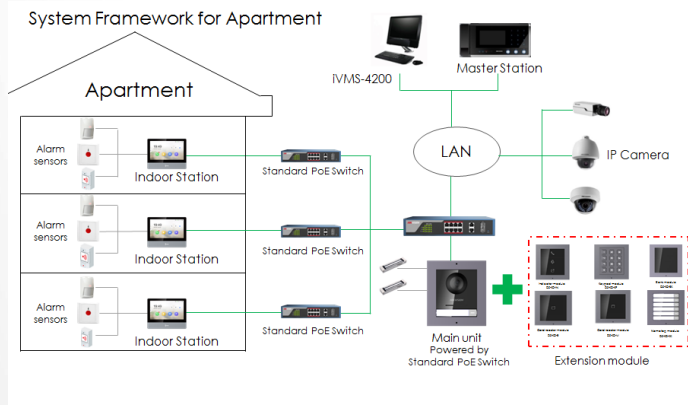 System Framework for Apartment
iVMS-4200
Master Station
Apartment
LAN
IP Camera
Alarm
sensors
Indoor Station
Standard PoE Switch
Alarm
sensors
Indoor Station
Standard PoE Switch
Alarm
sensors
Indoor Station
Standard PoE Switch
Main unit
Powered by
Standard PoE Switch
Extension module